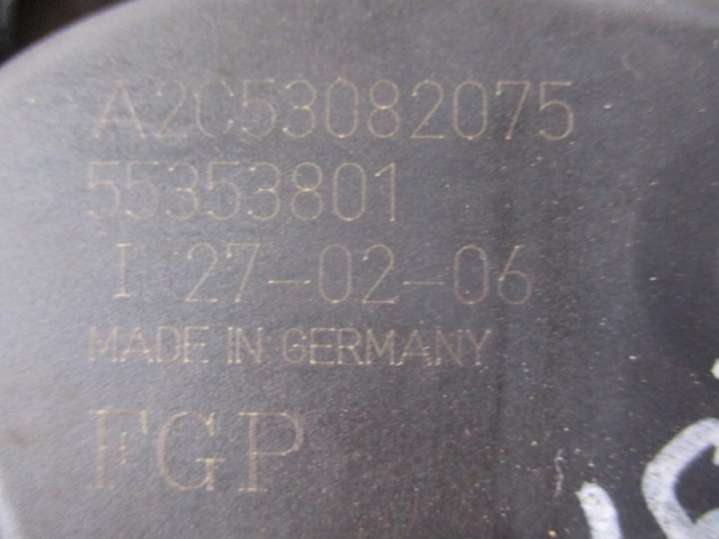 A2C53082075
55353801
I 27-02-06
MADE IN GERMANY
FGP